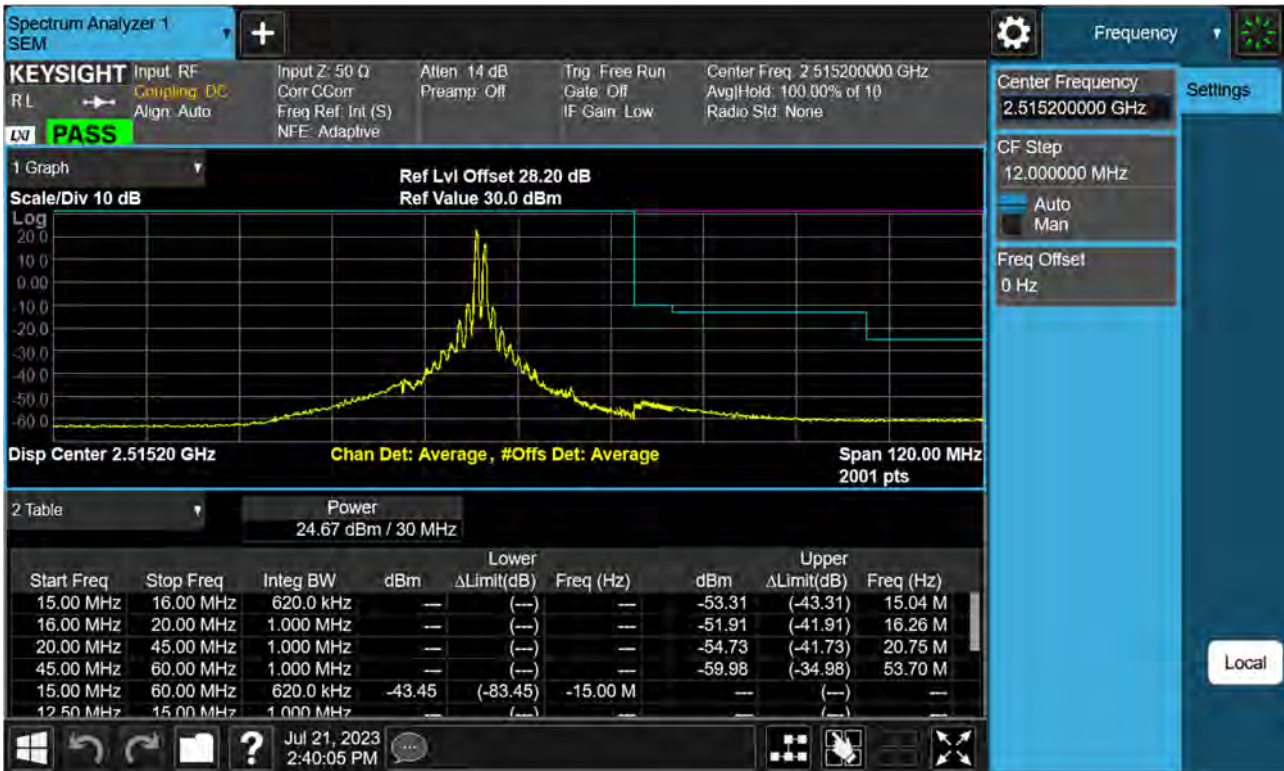 Spectrum Analyzer 1
SEM
+
Frequency
KEYSIGHT Input: RF Input Z: 50 Ω Atten: 14 dB Trig: Free Run Center Freq: 2.515200000 GHz
RL Coupling: DC Corr CCorr Preamp: Off Gate: Off Avg|Hold: 100.00% of 10
Align: Auto Freq Ref: Int (S) IF Gain: Low Radio Std: None
LXI PASS NFE: Adaptive
1 Graph
Ref Lvl Offset 28.20 dB
Scale/Div 10 dB Ref Value 30.0 dBm
Log
20.0
10.0
0.00
-10.0
-20.0
-30.0
-40.0
-50.0
-60.0
Disp Center 2.51520 GHz Chan Det: Average, #Offs Det: Average Span 120.00 MHz
2001 pts
2 Table
Power
24.67 dBm / 30 MHz
Lower Upper
Start Freq Stop Freq Integ BW dBm ΔLimit(dB) Freq (Hz) dBm ΔLimit(dB) Freq (Hz)
15.00 MHz 16.00 MHz 620.0 kHz --- (---) --- -53.31 (-43.31) 15.04 M
16.00 MHz 20.00 MHz 1.000 MHz --- (---) --- -51.91 (-41.91) 16.26 M
20.00 MHz 45.00 MHz 1.000 MHz --- (---) --- -54.73 (-41.73) 20.75 M
45.00 MHz 60.00 MHz 1.000 MHz --- (---) --- -59.98 (-34.98) 53.70 M
15.00 MHz 60.00 MHz 620.0 kHz -43.45 (-83.45) -15.00 M --- (---) ---
12.50 MHz 15.00 MHz 1.000 MHz --- (---) --- --- (---) ---
?
Jul 21, 2023
2:40:05 PM
Center Frequency
2.515200000 GHz
Settings
CF Step
12.000000 MHz
Auto
Man
Freq Offset
0 Hz
Local